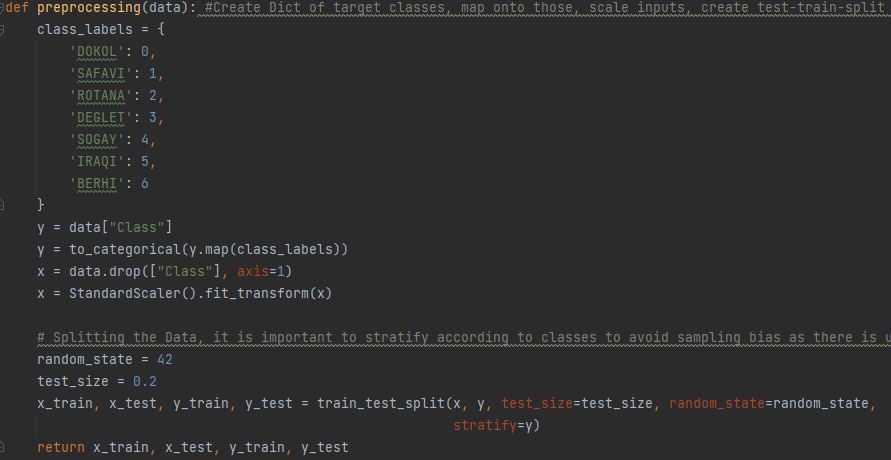 def preprocessing(data): #Create Dict of target classes, map onto those, scale inputs, create test-train-split
    class_labels = {
        'DOKOL': 0,
        'SAFAVI': 1,
        'ROTANA': 2,
        'DEGLET': 3,
        'SOGAY': 4,
        'IRAQI': 5,
        'BERHI': 6
    }
    y = data["Class"]
    y = to_categorical(y.map(class_labels))
    x = data.drop(["Class"], axis=1)
    x = StandardScaler().fit_transform(x)
    # Splitting the Data, it is important to stratify according to classes to avoid sampling bias as there is u
    random_state = 42
    test_size = 0.2
    x_train, x_test, y_train, y_test = train_test_split(x, y, test_size=test_size, random_state=random_state,
                                                        stratify=y)
    return x_train, x_test, y_train, y_test